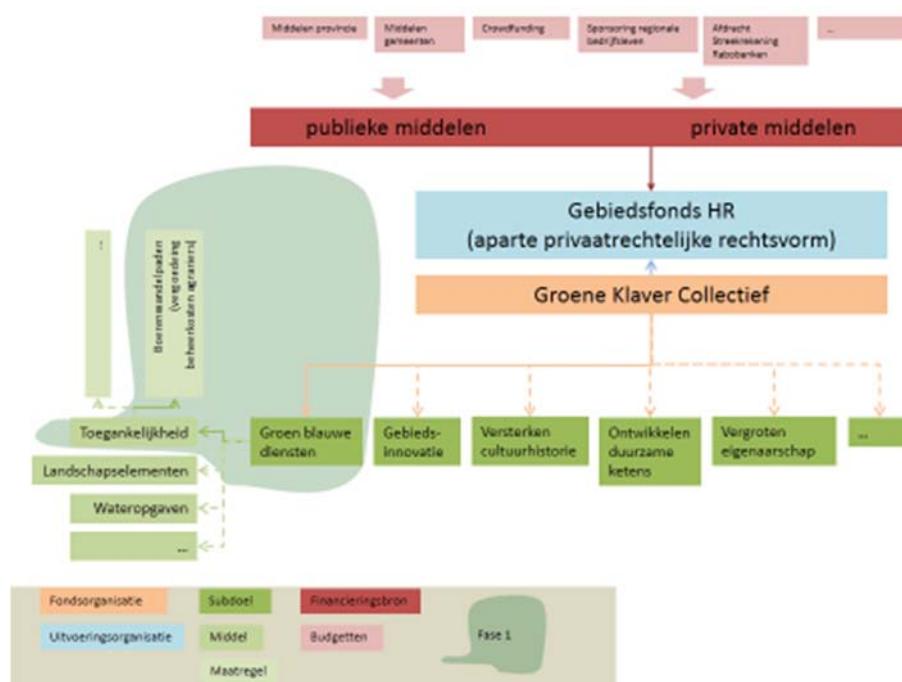 Middelen provincie
Middelen
gemeenten
Crowdfunding
Sponsoring regionale
bedrijfsleven
Afdracht
Streekrekening
Rabobanken
...
publieke middelen
private middelen
Gebiedsfonds HR
(aparte privaatrechtelijke rechtsvorm)
Groene Klaver Collectief
...
Boerenwandelpaden
(vergoeding
beheerkosten agrariers)
Toegankelijkheid
Landschapselementen
Wateropgaven
...
Groen blauwe
diensten
Gebieds-
innovatie
Versterken
cultuurhistorie
Ontwikkelen
duurzame
ketens
Vergroten
eigenaarschap
...
Fondsorganisatie
Subdoel
Financieringsbron
Uitvoeringsorganisatie
Middel
Budgetten
Maatregel
Fase 1